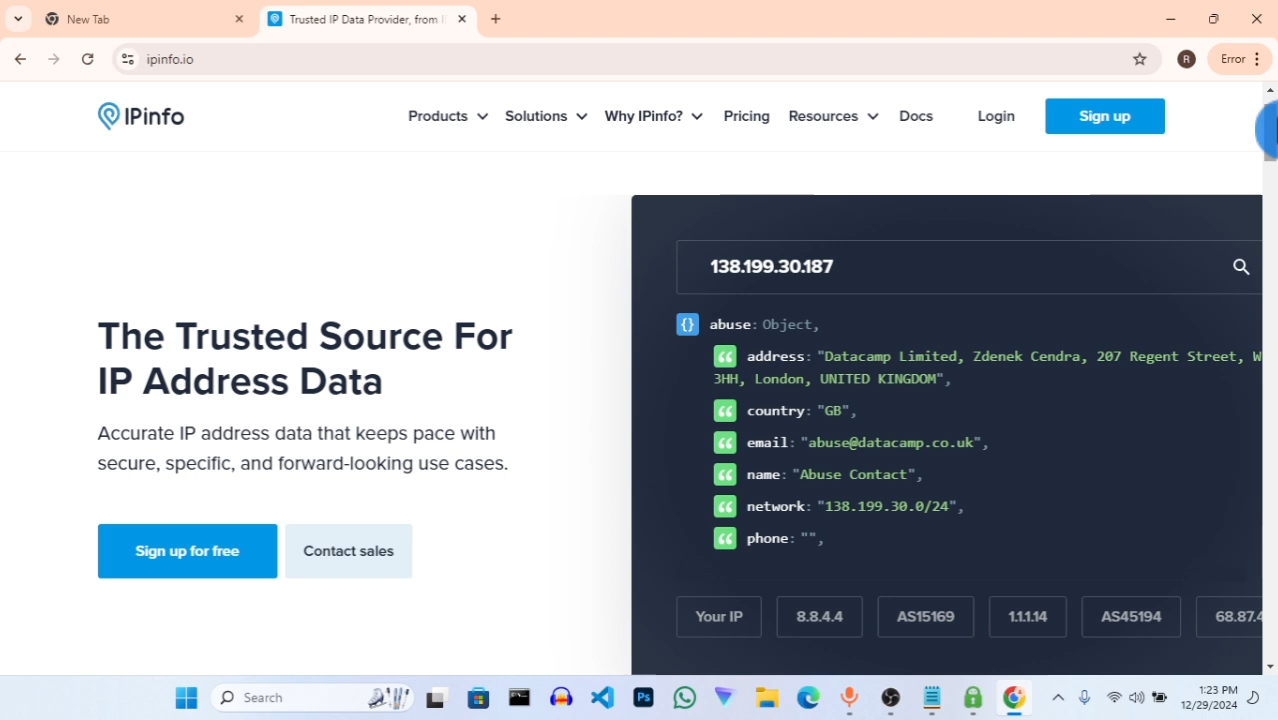 New Tab
Trusted IP Data Provider, from I
ipinfo.io
R
Error
IPinfo
Products
Solutions
Why IPinfo?
Pricing
Resources
Docs
Login
Sign up
138.199.30.187
{} abuse: Object,
address: "Datacamp Limited, Zdenek Cendra, 207 Regent Street, W
3HH, London, UNITED KINGDOM",
country: "GB",
email: "abuse@datacamp.co.uk",
name: "Abuse Contact",
network: "138.199.30.0/24",
phone: "",
The Trusted Source For
IP Address Data
Accurate IP address data that keeps pace with
secure, specific, and forward-looking use cases.
Sign up for free
Contact sales
Your IP
8.8.4.4
AS15169
1.1.1.14
AS45194
68.87.4
Search
Ps
1:23 PM
12/29/2024